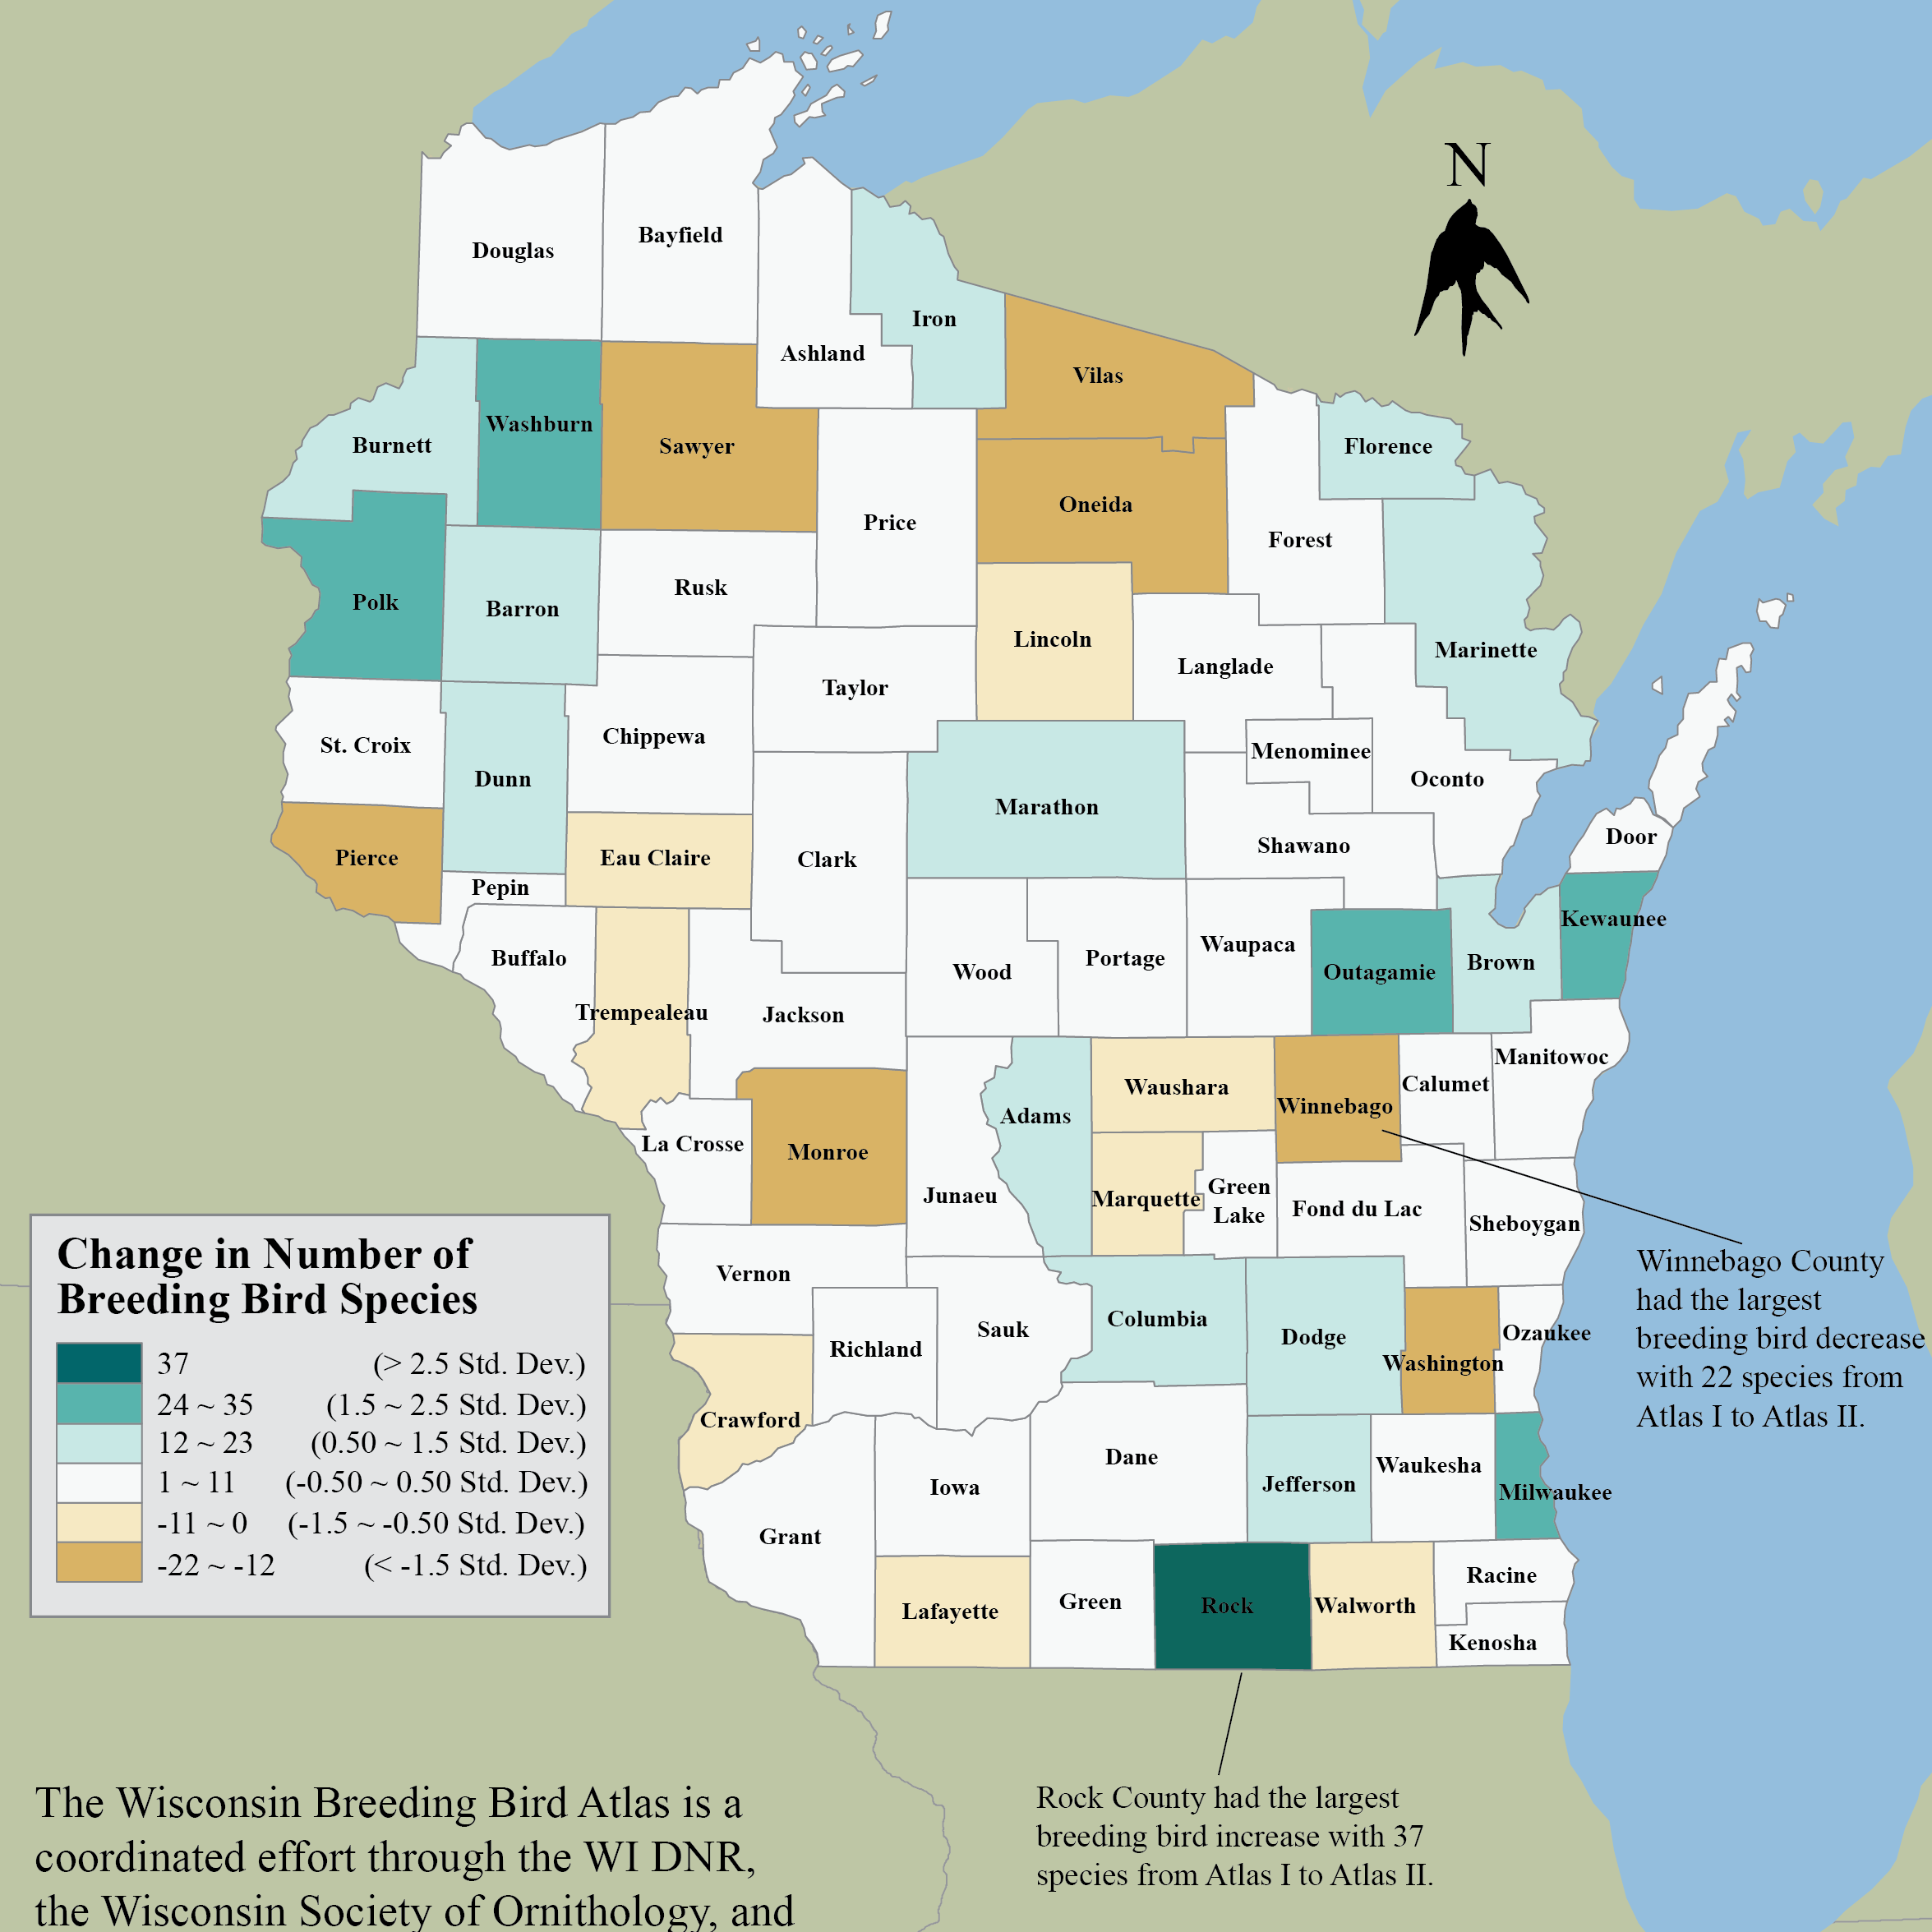 N
Douglas
Bayfield
Ashland
Iron
Vilas
Burnett
Washburn
Sawyer
Florence
Oneida
Price
Forest
Polk
Barron
Rusk
Lincoln
Langlade
Marinette
Taylor
St. Croix
Chippewa
Menominee
Dunn
Oconto
Marathon
Door
Pierce
Eau Claire
Clark
Shawano
Pepin
Kewaunee
Buffalo
Wood
Portage
Waupaca
Outagamie
Brown
Trempealeau
Jackson
Manitowoc
Waushara
Winnebago
Calumet
Adams
La Crosse
Monroe
Junaeu
Marquette
Green
Lake
Fond du Lac
Sheboygan
Change in Number of
Breeding Bird Species
37 (> 2.5 Std. Dev.)
24 ~ 35 (1.5 ~ 2.5 Std. Dev.)
12 ~ 23 (0.50 ~ 1.5 Std. Dev.)
1 ~ 11 (-0.50 ~ 0.50 Std. Dev.)
-11 ~ 0 (-1.5 ~ -0.50 Std. Dev.)
-22 ~ -12 (< -1.5 Std. Dev.)
Winnebago County
had the largest
breeding bird decrease
with 22 species from
Atlas I to Atlas II.
Vernon
Richland
Sauk
Columbia
Dodge
Washington
Ozaukee
Crawford
Dane
Jefferson
Waukesha
Milwaukee
Iowa
Grant
Lafayette
Green
Rock
Walworth
Racine
Kenosha
Rock County had the largest
breeding bird increase with 37
species from Atlas I to Atlas II.
The Wisconsin Breeding Bird Atlas is a
coordinated effort through the WI DNR,
the Wisconsin Society of Ornithology, and